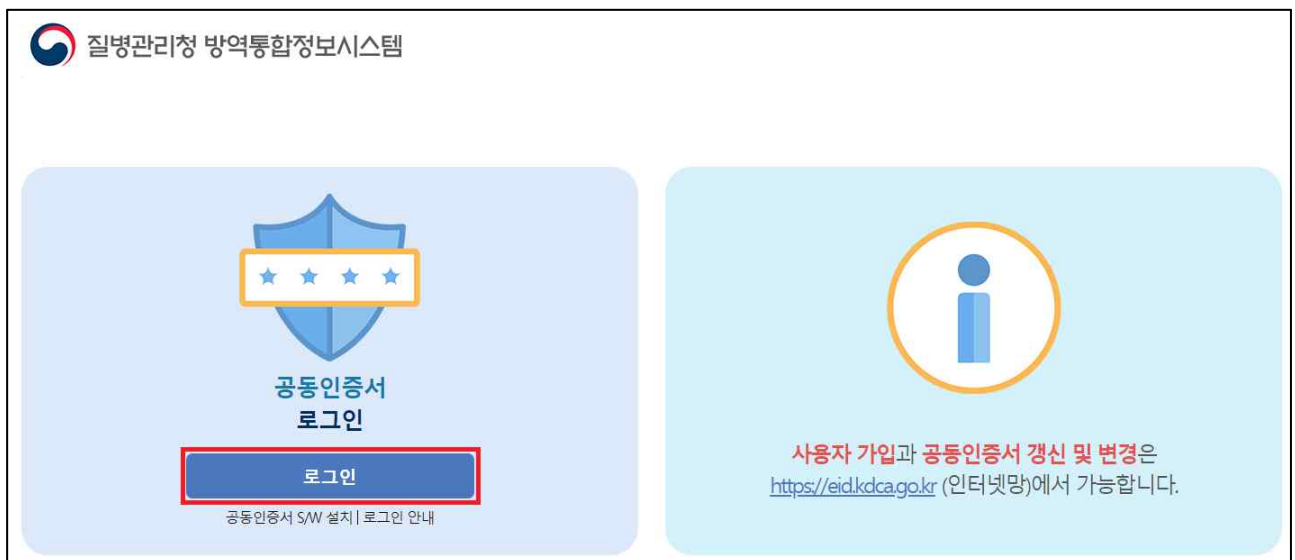 질병관리청 방역통합정보시스템
공동인증서
로그인
로그인
공동인증서 S/W 설치 | 로그인 안내
사용자 가입과 공동인증서 갱신 및 변경은
https://eid.kdca.go.kr (인터넷망)에서 가능합니다.